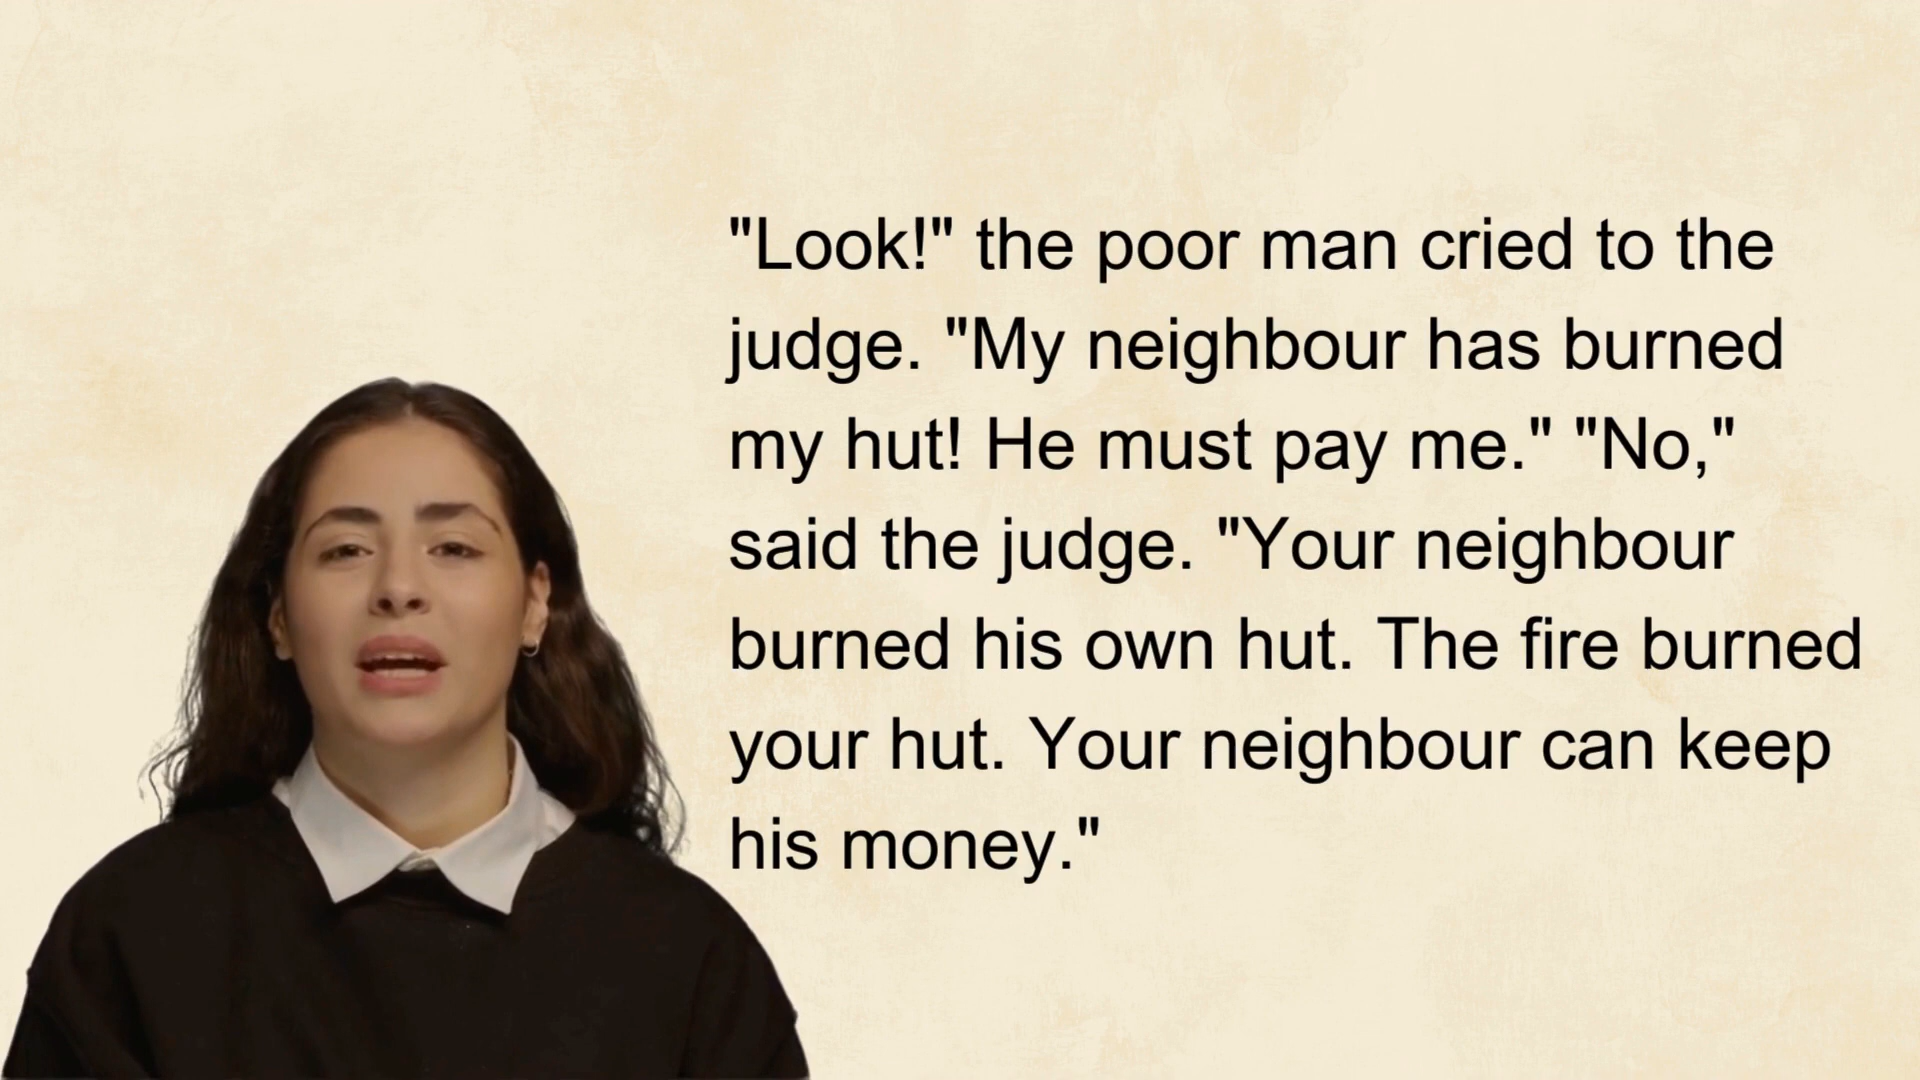 "Look!" the poor man cried to the
judge. "My neighbour has burned
my hut! He must pay me." "No,"
said the judge. "Your neighbour
burned his own hut. The fire burned
your hut. Your neighbour can keep
his money."